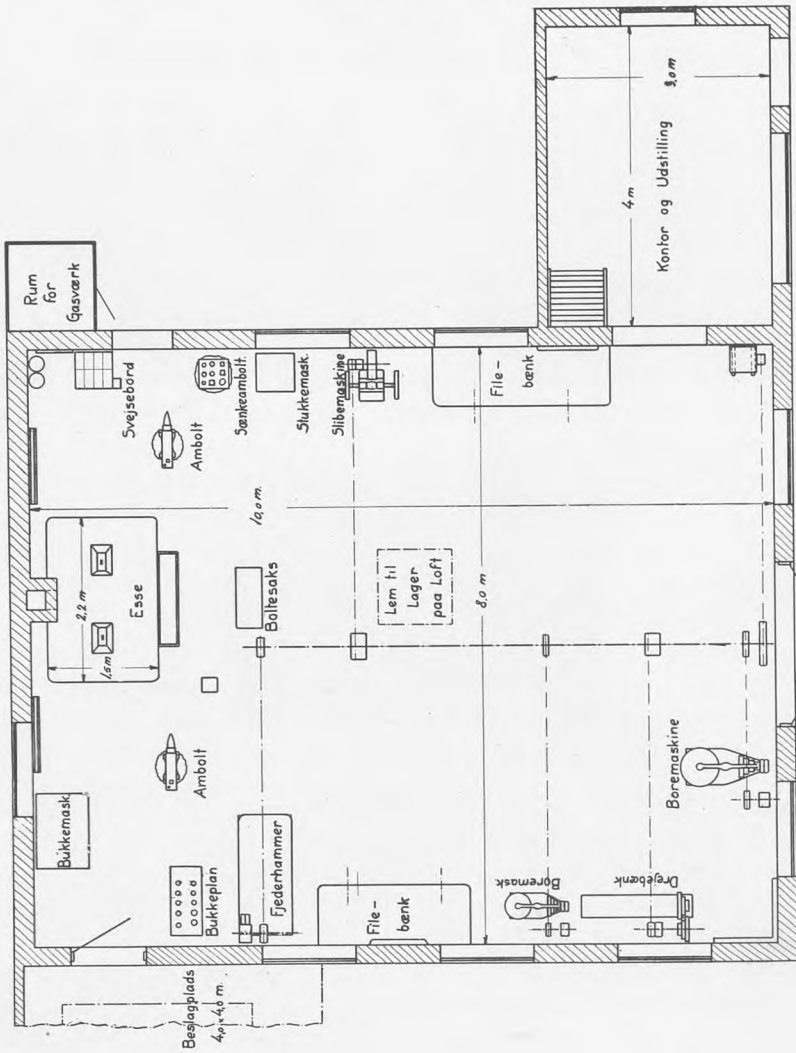 Rum
for
Gasværk
Svejsebord
Ambolt
Sænkeambolt.
Stukkemask.
Slibemaskine
File-
bænk
4 m
3,0 m
Kontor og Udstilling
10,0 m.
2,2 m
1,5 m
Esse
Boltesaks
Lem til
Lager
paa Loft
8,0 m
Bukkemask.
Ambolt
Bukkeplan
Fjederhammer
File-
bænk
Boremask
Drejebænk
Boremaskine
Beslagplads
4,0 x 4,0 m.